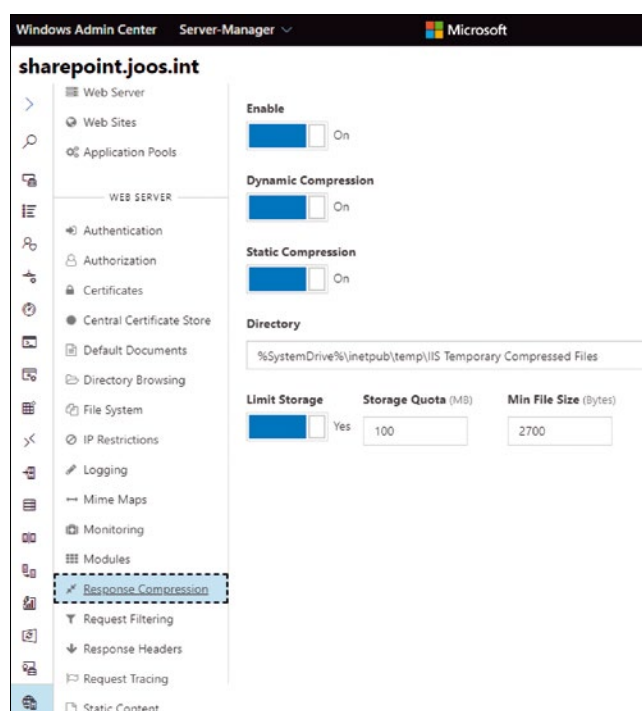 Windows Admin Center Server-Manager Microsoft
sharepoint.joos.int
Web Server
Web Sites
Application Pools
WEB SERVER
Authentication
Authorization
Certificates
Central Certificate Store
Default Documents
Directory Browsing
File System
IP Restrictions
Logging
Mime Maps
Monitoring
Modules
Response Compression
Request Filtering
Response Headers
Request Tracing
Static Content
Enable
On
Dynamic Compression
On
Static Compression
On
Directory
%SystemDrive%\inetpub\temp\IIS Temporary Compressed Files
Limit Storage Storage Quota (MB) Min File Size (Bytes)
Yes 100 2700